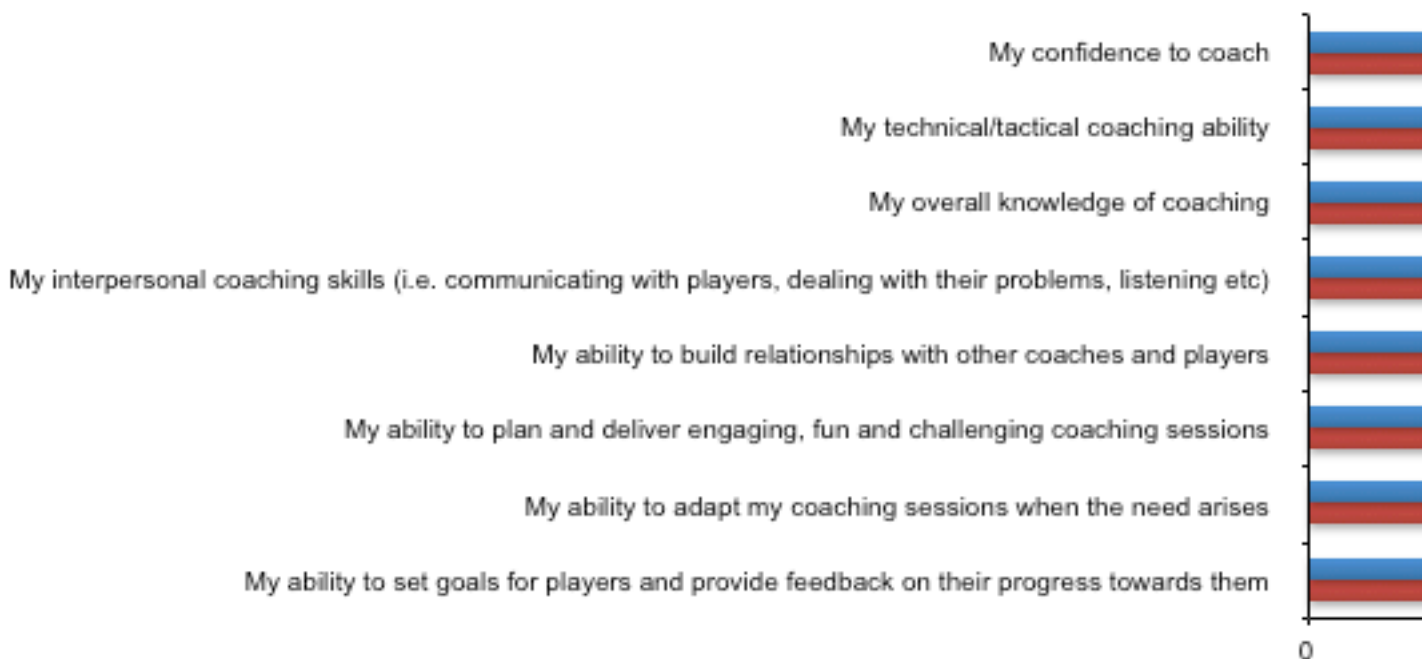 My confidence to coach
My technical/tactical coaching ability
My overall knowledge of coaching
My interpersonal coaching skills (i.e. communicating with players, dealing with their problems, listening etc)
My ability to build relationships with other coaches and players
My ability to plan and deliver engaging, fun and challenging coaching sessions
My ability to adapt my coaching sessions when the need arises
My ability to set goals for players and provide feedback on their progress towards them
0